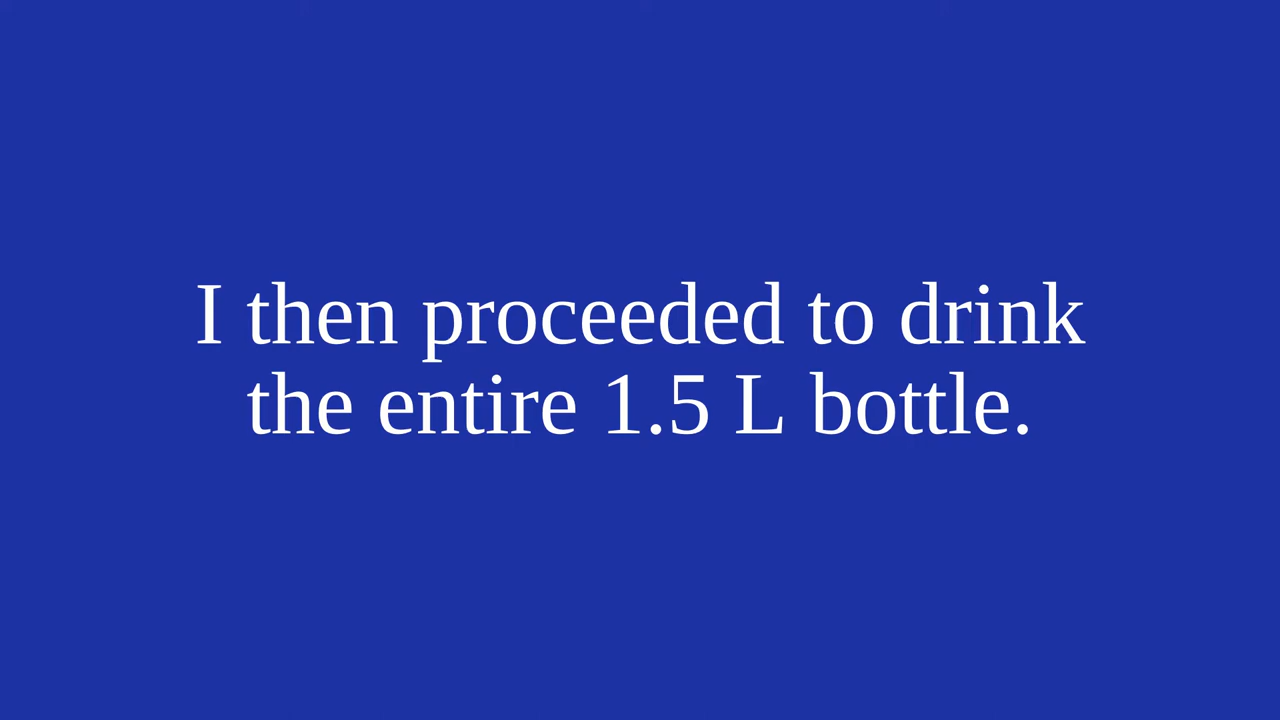 I then proceeded to drink
the entire 1.5 L bottle.